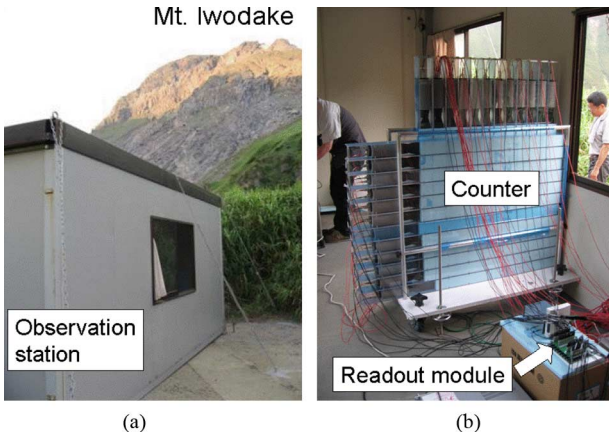 Mt. Iwodake
Observation
station
Counter
Readout module
(a)
(b)